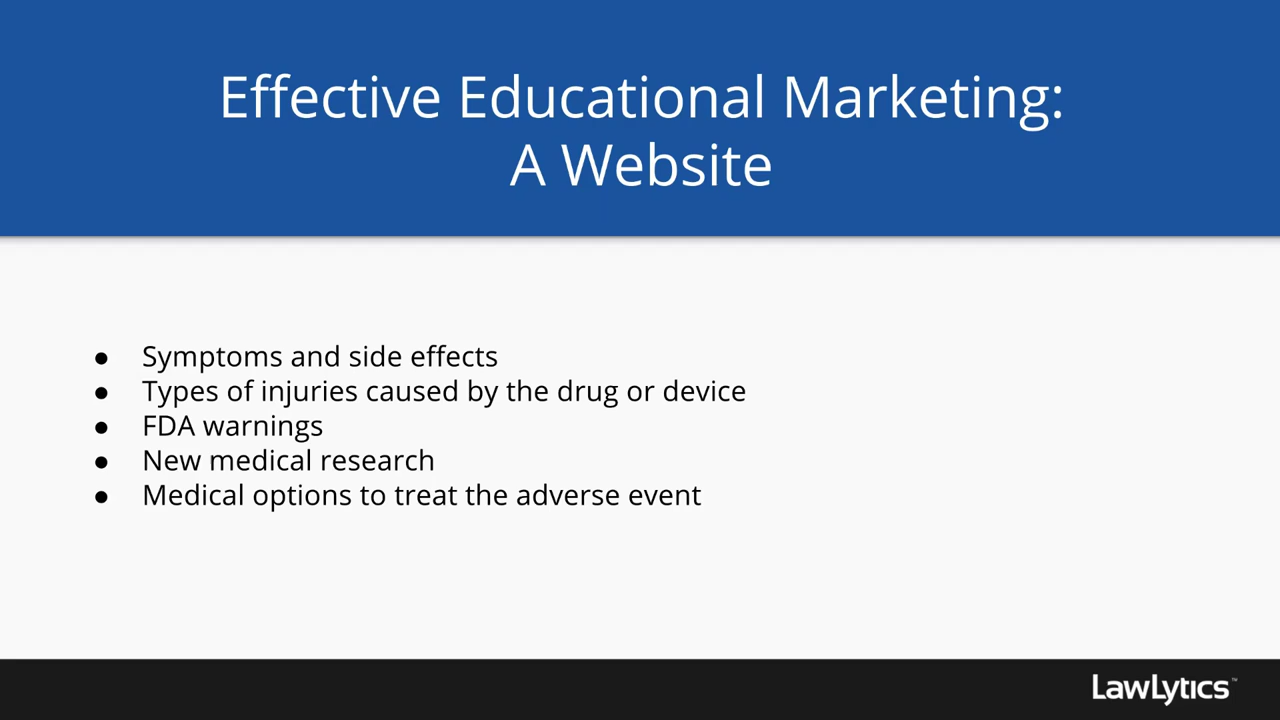 Effective Educational Marketing:
A Website
● Symptoms and side effects
● Types of injuries caused by the drug or device
● FDA warnings
● New medical research
● Medical options to treat the adverse event
LawLytics™